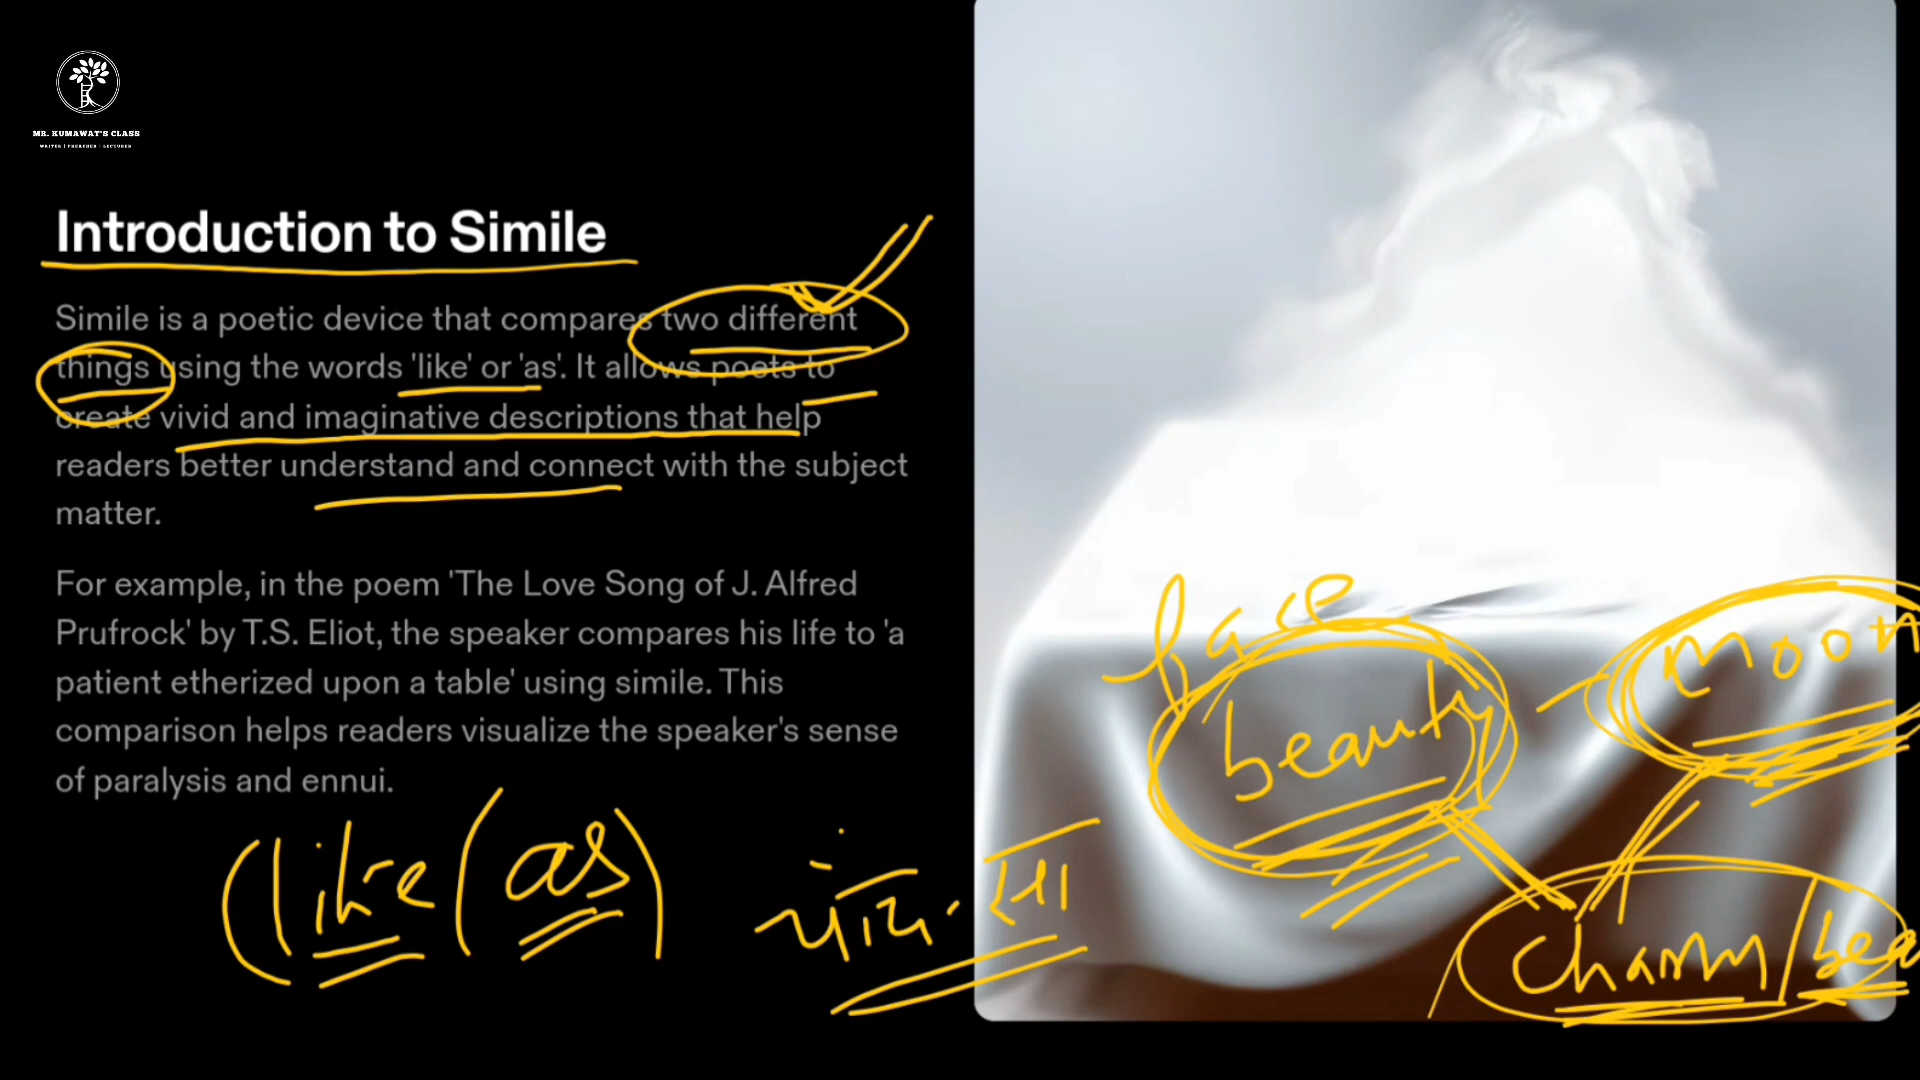 MR. KUMAWAT'S CLASS
WRITER | PREACHER | LECTURER
Introduction to Simile
Simile is a poetic device that compares two different
things using the words 'like' or 'as'. It allows poets to
create vivid and imaginative descriptions that help
readers better understand and connect with the subject
matter.
For example, in the poem 'The Love Song of J. Alfred
Prufrock' by T.S. Eliot, the speaker compares his life to 'a
patient etherized upon a table' using simile. This
comparison helps readers visualize the speaker's sense
of paralysis and ennui.
(like (as)
face
beauty - moon
charm/bea